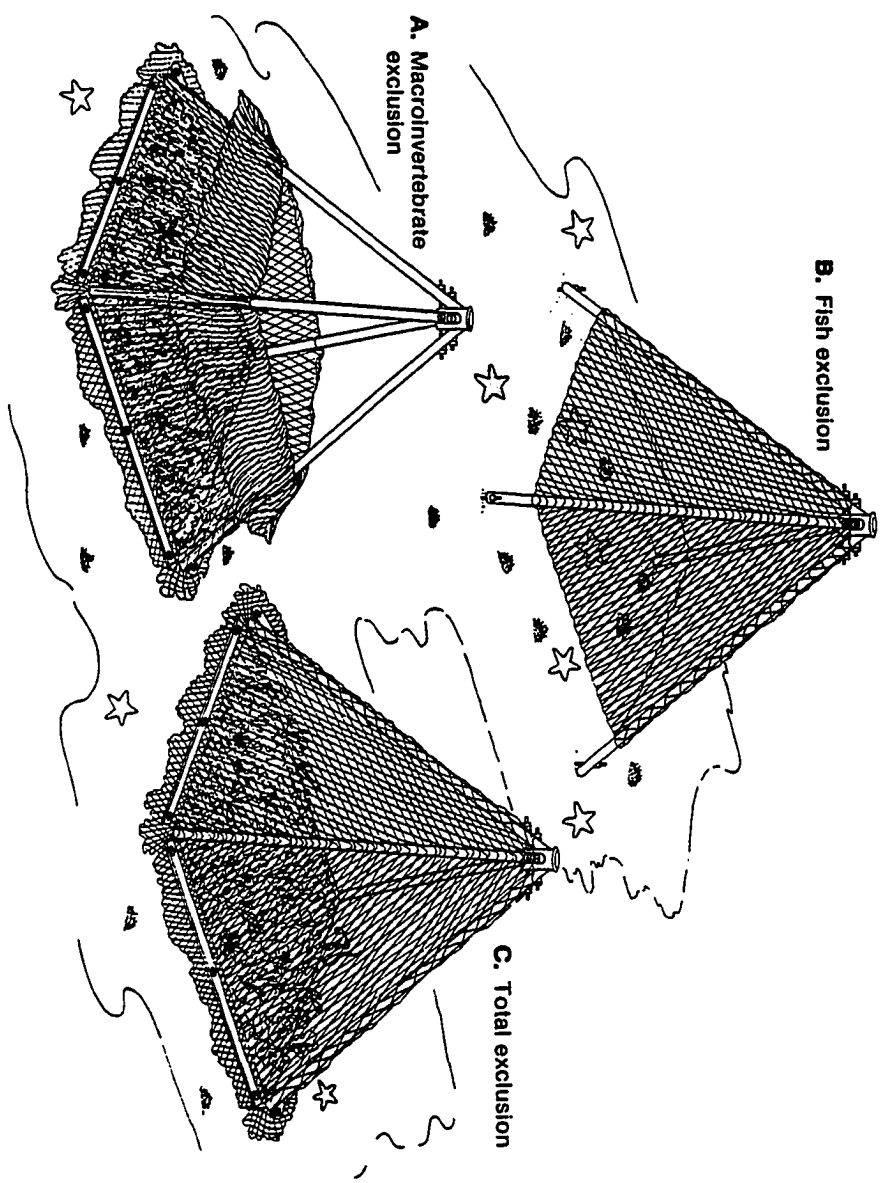 A. Macroinvertebrate
exclusion
B. Fish exclusion
C. Total exclusion